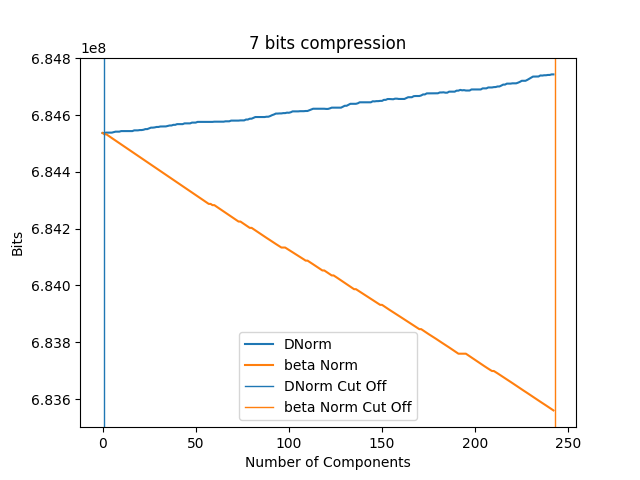 7 bits compression
1e8
6.848
6.846
6.844
6.842
6.840
6.838
6.836
Bits
DNorm
beta Norm
DNorm Cut Off
beta Norm Cut Off
0 50 100 150 200 250
Number of Components